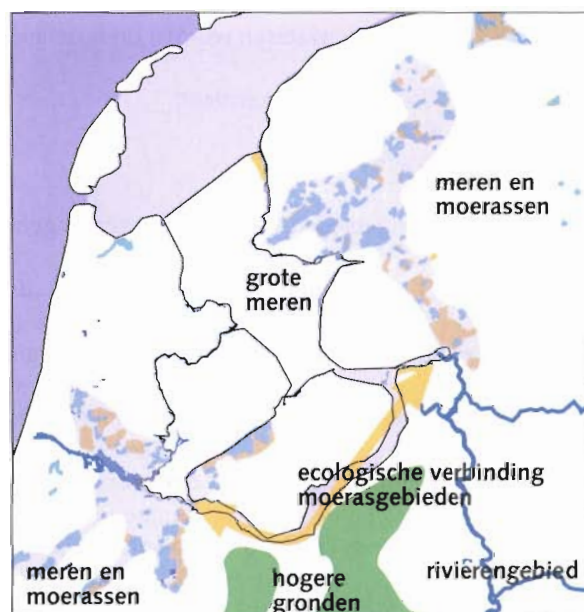 meren en
moerassen
grote
meren
ecologische verbinding
moerasgebieden
meren en
moerassen
hogere
gronden
rivierengebied